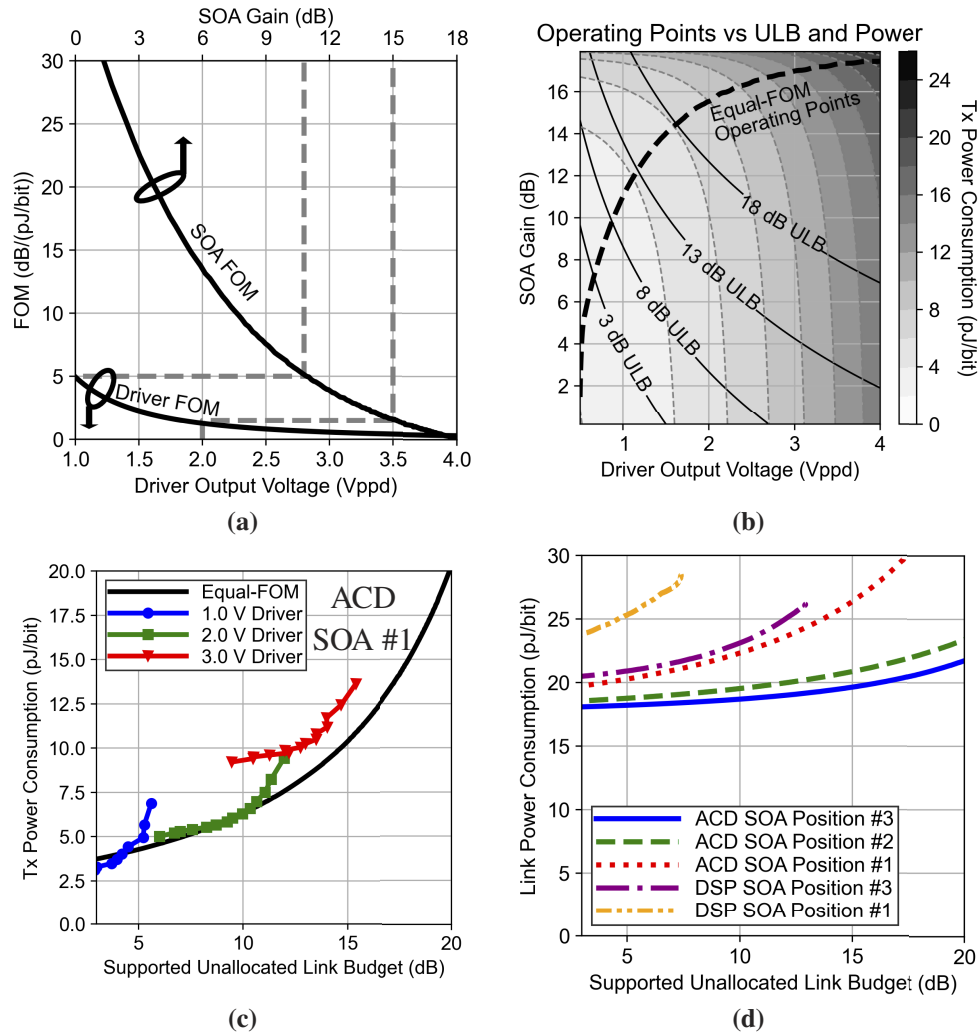 SOA Gain (dB)
0 3 6 9 12 15 18
30
25
20
15
10
5
0
FOM (dB/(pJ/bit))
SOA FOM
Driver FOM
1.0 1.5 2.0 2.5 3.0 3.5 4.0
Driver Output Voltage (Vppd)
(a)
Operating Points vs ULB and Power
16
14
12
10
8
6
4
2
SOA Gain (dB)
Equal-FOM
Operating Points
18 dB ULB
13 dB ULB
8 dB ULB
3 dB ULB
1 2 3 4
Driver Output Voltage (Vppd)
24
20
16
12
8
4
0
Tx Power Consumption (pJ/bit)
(b)
20.0
17.5
15.0
12.5
10.0
7.5
5.0
2.5
0.0
Tx Power Consumption (pJ/bit)
Equal-FOM
1.0 V Driver
2.0 V Driver
3.0 V Driver
ACD
SOA #1
5 10 15 20
Supported Unallocated Link Budget (dB)
(c)
30
25
20
15
10
5
0
Link Power Consumption (pJ/bit)
ACD SOA Position #3
ACD SOA Position #2
ACD SOA Position #1
DSP SOA Position #3
DSP SOA Position #1
5 10 15 20
Supported Unallocated Link Budget (dB)
(d)